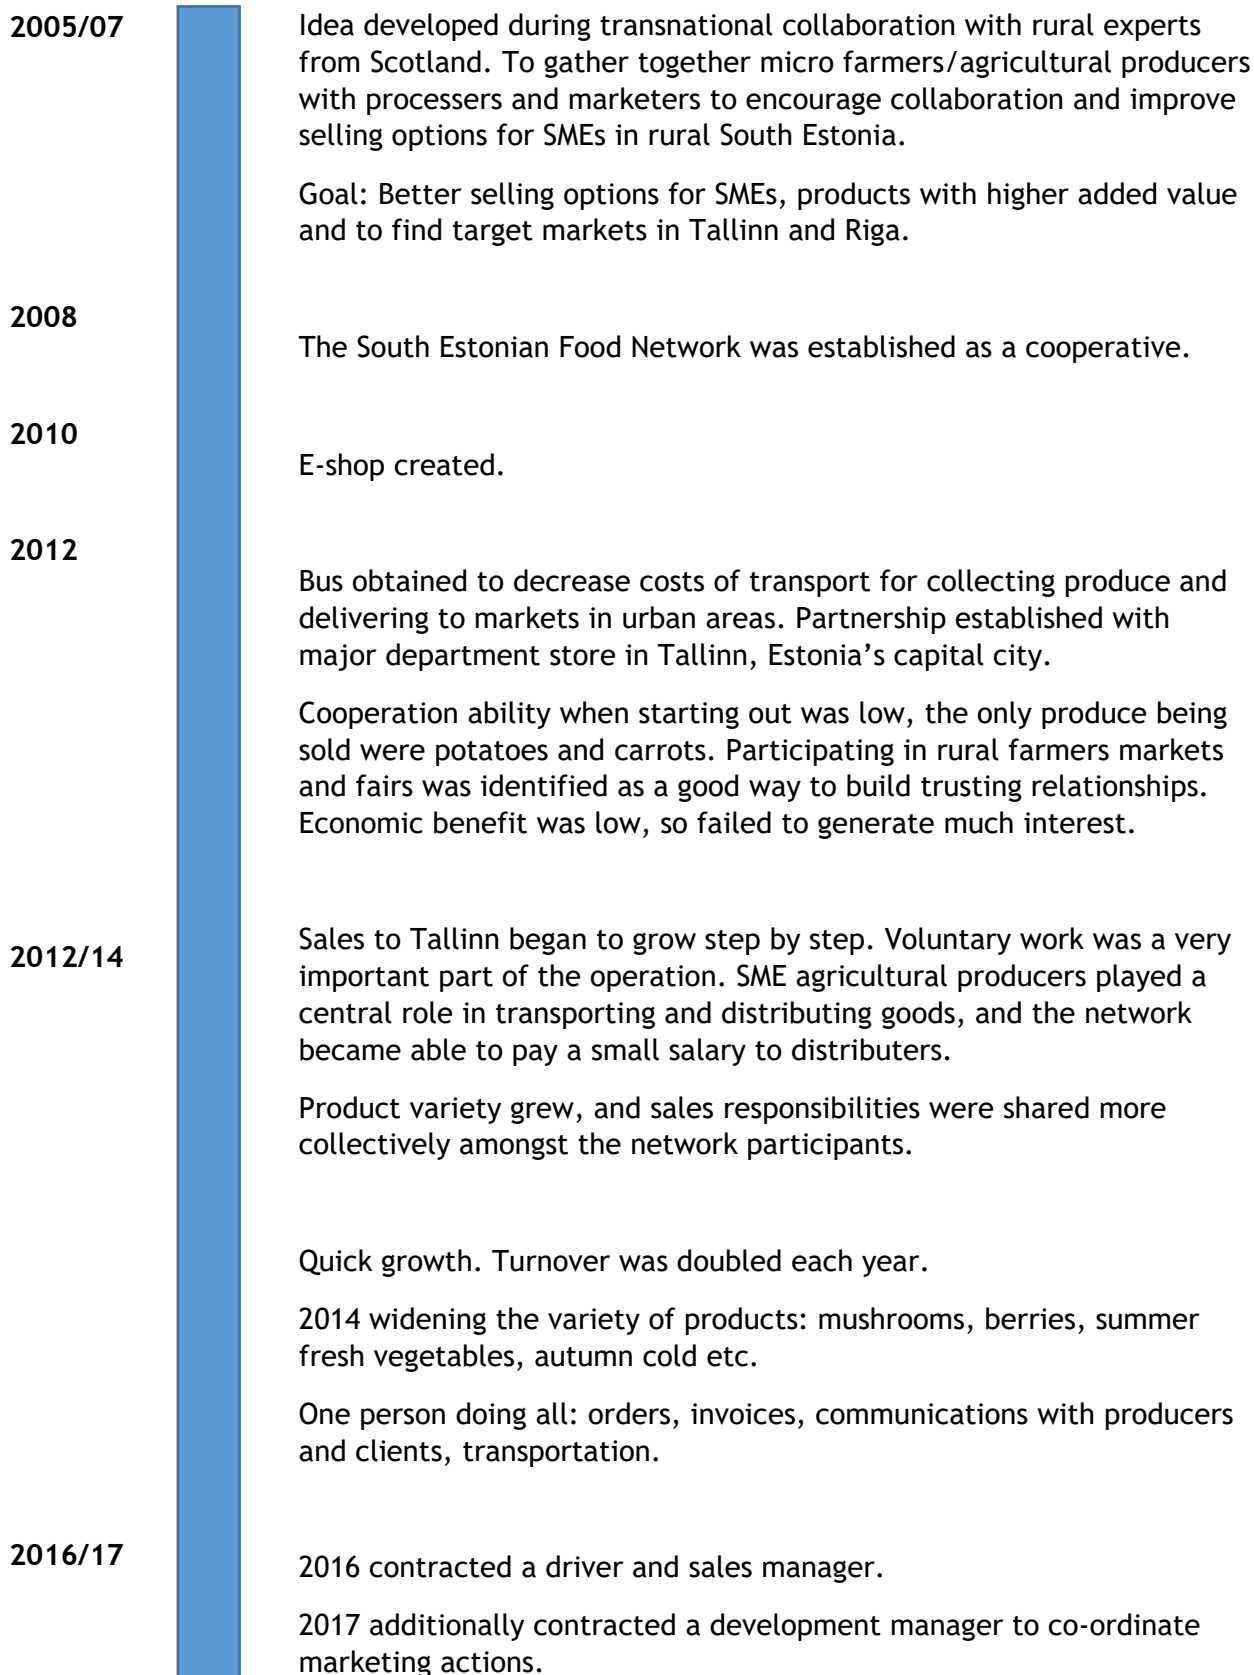 2005/07
Idea developed during transnational collaboration with rural experts
from Scotland. To gather together micro farmers/agricultural producers
with processers and marketers to encourage collaboration and improve
selling options for SMEs in rural South Estonia.
Goal: Better selling options for SMEs, products with higher added value
and to find target markets in Tallinn and Riga.
2008
The South Estonian Food Network was established as a cooperative.
2010
E-shop created.
2012
Bus obtained to decrease costs of transport for collecting produce and
delivering to markets in urban areas. Partnership established with
major department store in Tallinn, Estonia’s capital city.
Cooperation ability when starting out was low, the only produce being
sold were potatoes and carrots. Participating in rural farmers markets
and fairs was identified as a good way to build trusting relationships.
Economic benefit was low, so failed to generate much interest.
2012/14
Sales to Tallinn began to grow step by step. Voluntary work was a very
important part of the operation. SME agricultural producers played a
central role in transporting and distributing goods, and the network
became able to pay a small salary to distributers.
Product variety grew, and sales responsibilities were shared more
collectively amongst the network participants.
Quick growth. Turnover was doubled each year.
2014 widening the variety of products: mushrooms, berries, summer
fresh vegetables, autumn cold etc.
One person doing all: orders, invoices, communications with producers
and clients, transportation.
2016/17
2016 contracted a driver and sales manager.
2017 additionally contracted a development manager to co-ordinate
marketing actions.